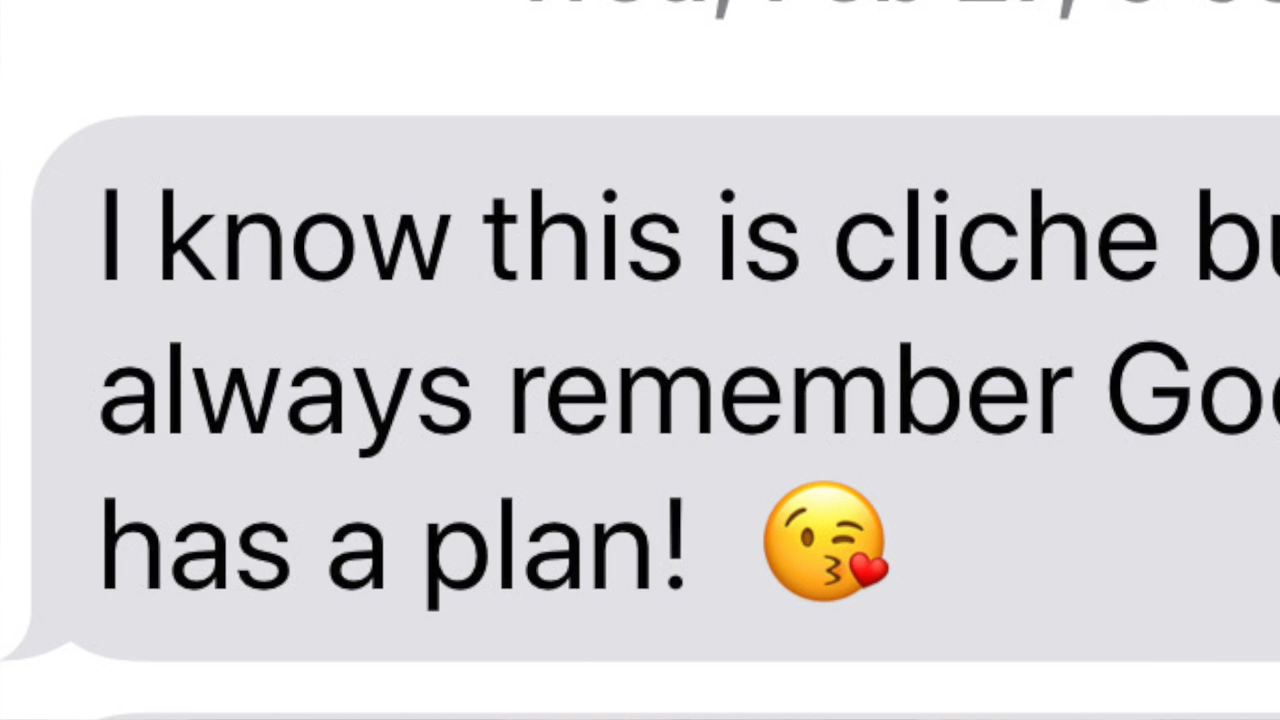 I know this is cliche
always remember
has a plan! 😘